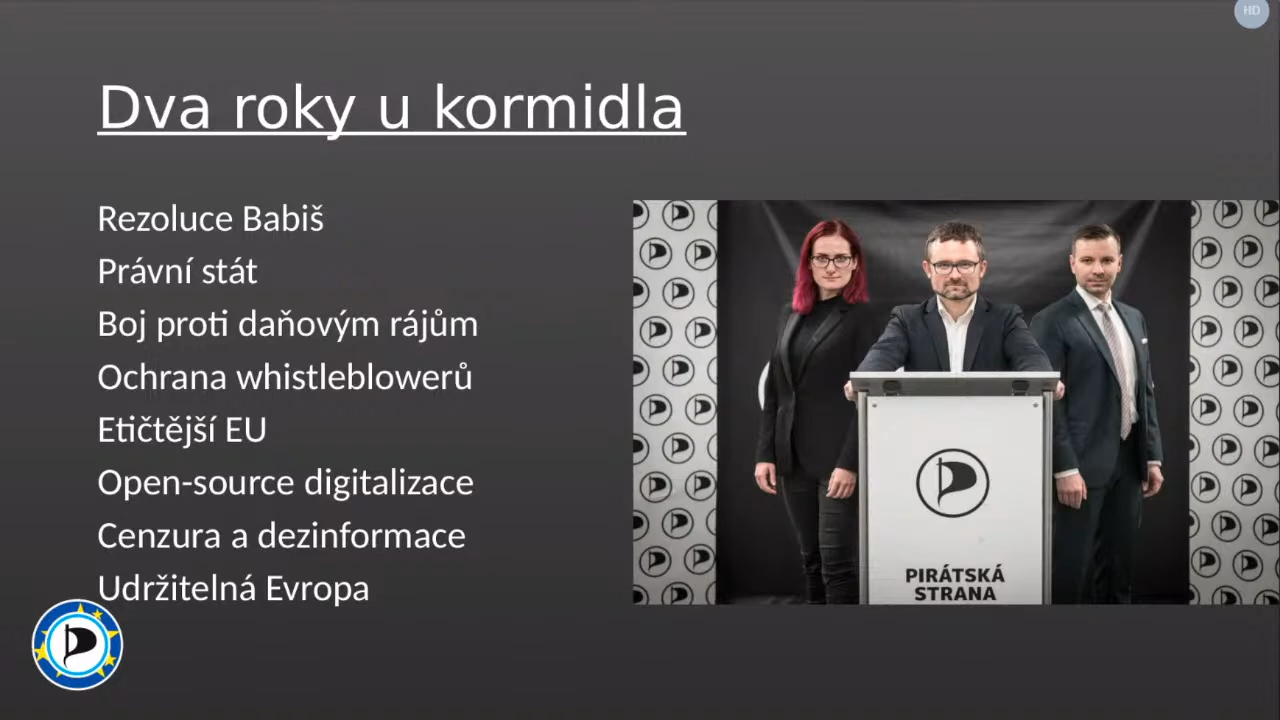 HD
Dva roky u kormidla
Rezoluce Babiš
Právní stát
Boj proti daňovým rájům
Ochrana whistleblowerů
Etičtější EU
Open-source digitalizace
Cenzura a dezinformace
Udržitelná Evropa
PIRÁTSKÁ
STRANA